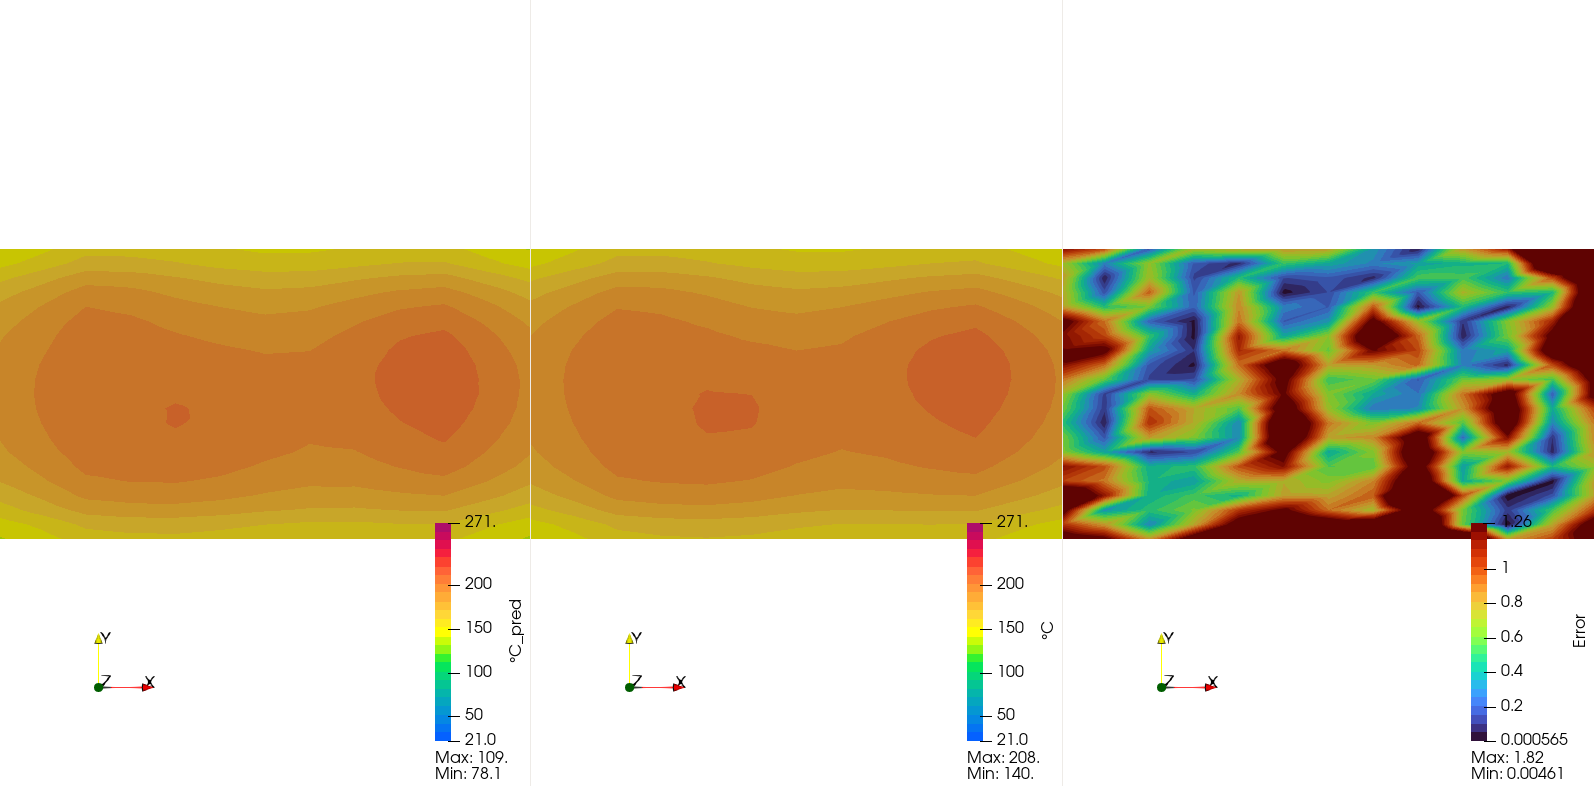 271.
200
150
100
50
21.0
°C_pred
Max: 109.
Min: 78.1
Y
Z
X
271.
200
150
100
50
21.0
°C
Max: 208.
Min: 140.
Y
Z
X
1.26
1
0.8
0.6
0.4
0.2
0.000565
Error
Max: 1.82
Min: 0.00461
Y
Z
X